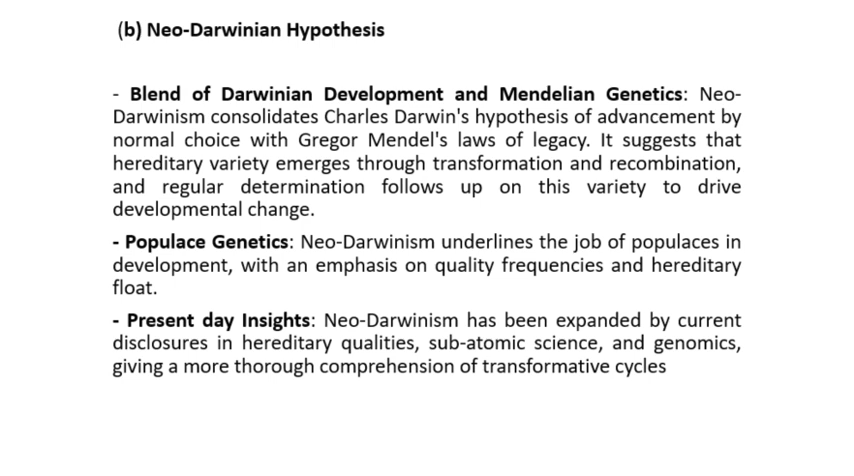 (b) Neo-Darwinian Hypothesis
- Blend of Darwinian Development and Mendelian Genetics: Neo-
Darwinism consolidates Charles Darwin's hypothesis of advancement by
normal choice with Gregor Mendel's laws of legacy. It suggests that
hereditary variety emerges through transformation and recombination,
and regular determination follows up on this variety to drive
developmental change.
- Populace Genetics: Neo-Darwinism underlines the job of populaces in
development, with an emphasis on quality frequencies and hereditary
float.
- Present day Insights: Neo-Darwinism has been expanded by current
disclosures in hereditary qualities, sub-atomic science, and genomics,
giving a more thorough comprehension of transformative cycles